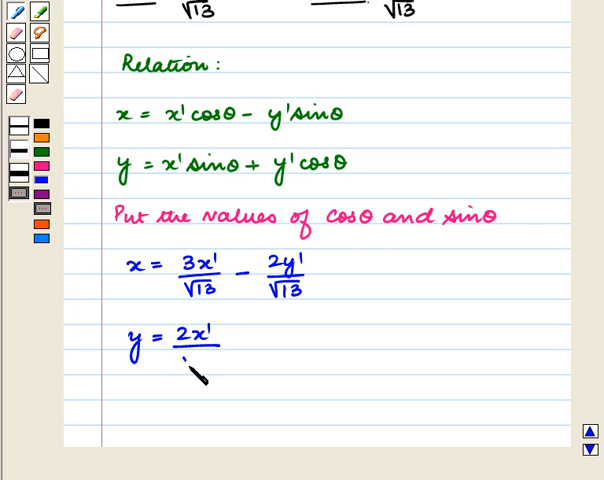 √13 √13
Relation:
x = x' cosθ - y' sinθ
y = x' sinθ + y' cosθ
Put the values of cosθ and sinθ
x = 3x'/√13 - 2y'/√13
y = 2x'/